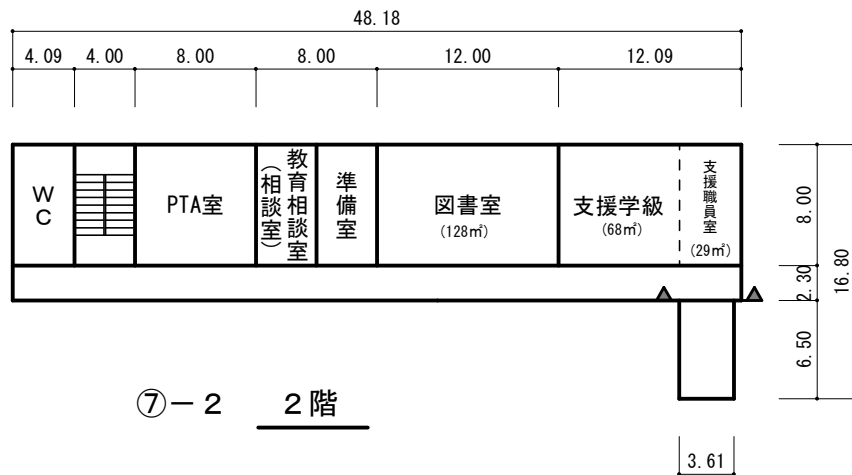 48.18
4.09 4.00 8.00 8.00 12.00 12.09
WC
PTA室
教育相談室
(相談室)
準備室
図書室
(128㎡)
支援学級
(68㎡)
支援職員室
(29㎡)
8.00
2.30
6.50
16.80
3.61
⑦－2 2階